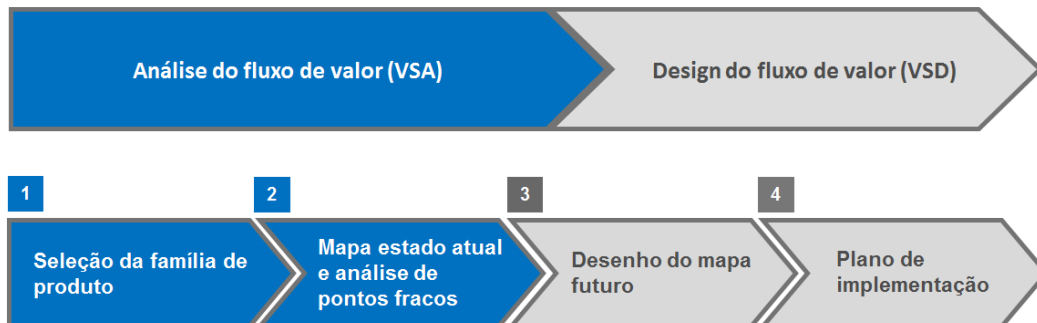 Análise do fluxo de valor (VSA)
Design do fluxo de valor (VSD)
1
2
3
4
Seleção da família de
produto
Mapa estado atual
e análise de
pontos fracos
Desenho do mapa
futuro
Plano de
implementação